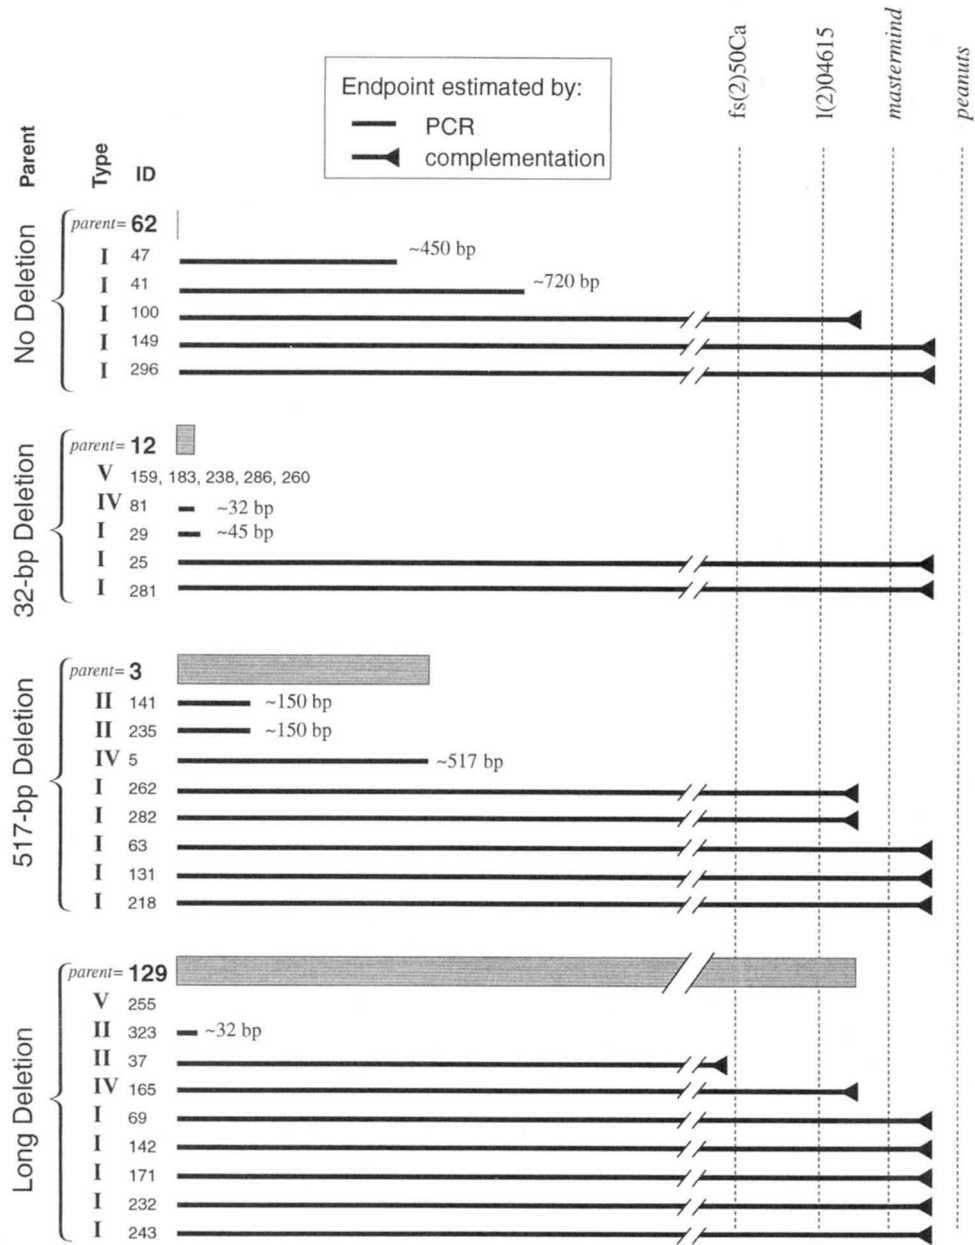 fs(2)50Ca
l(2)04615
mastermind
peanuts
Endpoint estimated by:
PCR
complementation
Parent
Type
ID
No Deletion
parent= 62
I 47 ~450 bp
I 41 ~720 bp
I 100
I 149
I 296
32-bp Deletion
parent= 12
V 159, 183, 238, 286, 260
IV 81 ~32 bp
I 29 ~45 bp
I 25
I 281
517-bp Deletion
parent= 3
II 141 ~150 bp
II 235 ~150 bp
IV 5 ~517 bp
I 262
I 282
I 63
I 131
I 218
Long Deletion
parent= 129
V 255
II 323 ~32 bp
II 37
IV 165
I 69
I 142
I 171
I 232
I 243